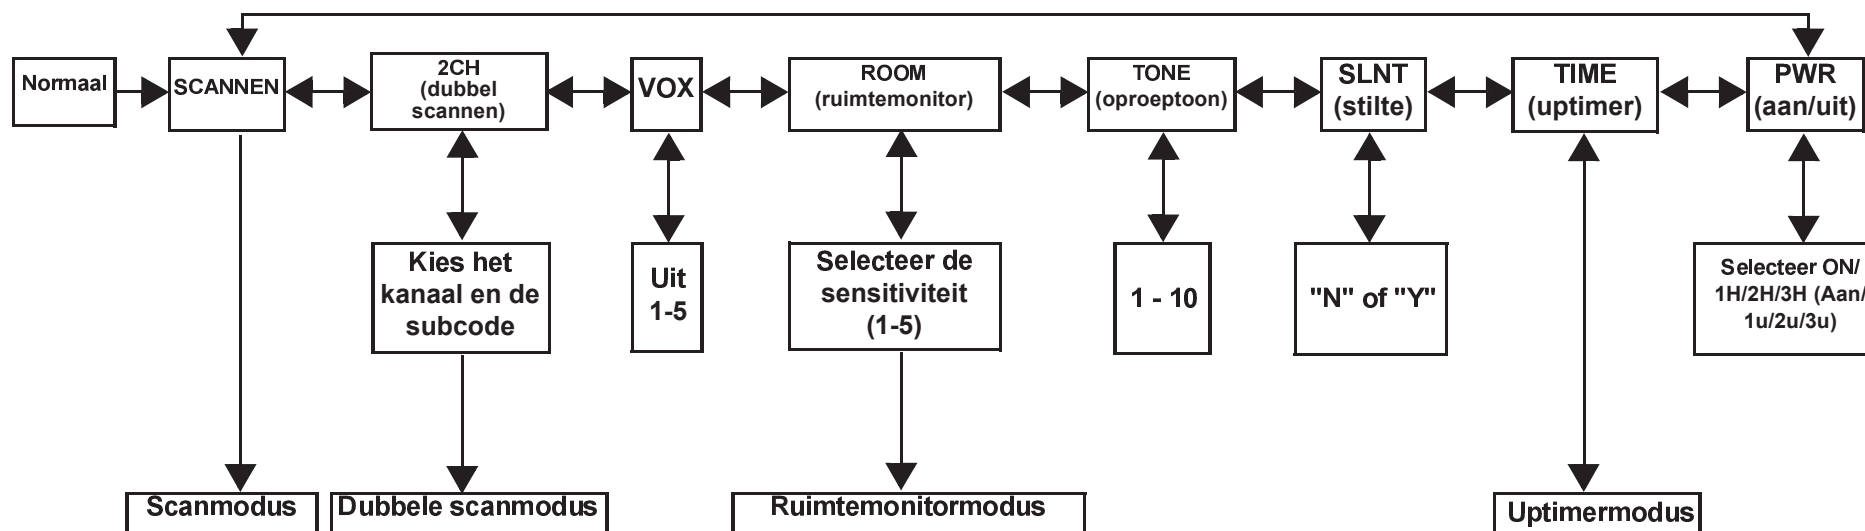 Normaal
SCANNEN
2CH
(dubbel
scannen)
VOX
ROOM
(ruimtemonitor)
TONE
(oproeptoon)
SLNT
(stilte)
TIME
(uptimer)
PWR
(aan/uit)
Kies het
kanaal en de
subcode
Uit
1-5
Selecteer de
sensitiviteit
(1-5)
1 - 10
"N" of "Y"
Selecteer ON/
1H/2H/3H (Aan/
1u/2u/3u)
Scanmodus
Dubbele scanmodus
Ruimtemonitormodus
Uptimermodus